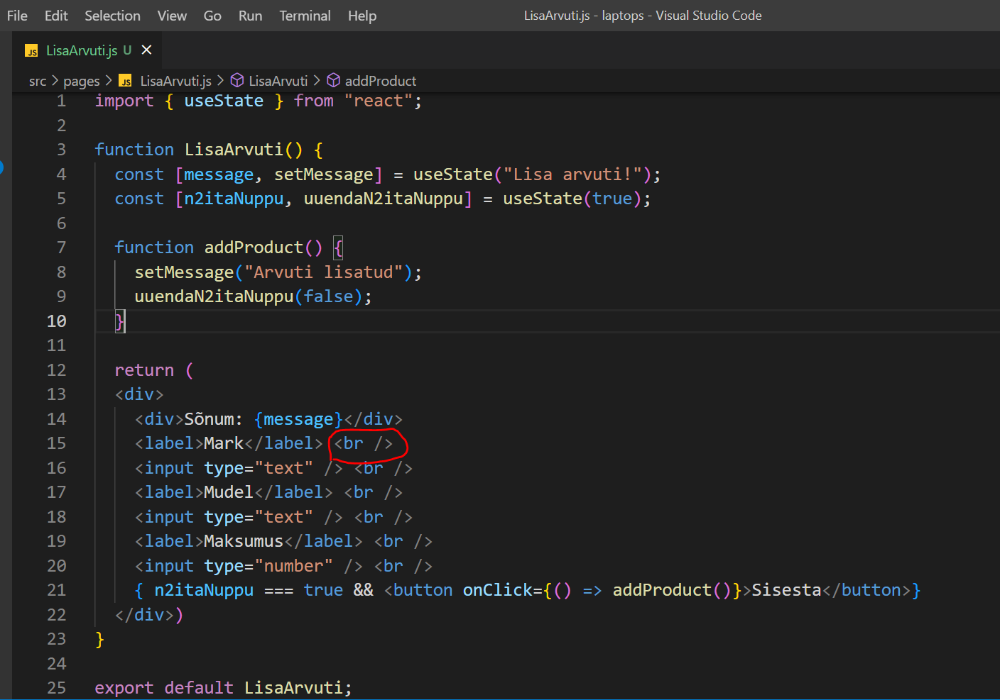 File Edit Selection View Go Run Terminal Help LisaArvuti.js - laptops - Visual Studio Code
JS LisaArvuti.js U ×
src > pages > JS LisaArvuti.js > LisaArvuti > addProduct
1 import { useState } from "react";
2
3 function LisaArvuti() {
4   const [message, setMessage] = useState("Lisa arvuti!");
5   const [n2itaNuppu, uuendaN2itaNuppu] = useState(true);
6
7   function addProduct() {
8     setMessage("Arvuti lisatud");
9     uuendaN2itaNuppu(false);
10   }
11
12   return (
13   <div>
14     <div>Sõnum: {message}</div>
15     <label>Mark</label> <br />
16     <input type="text" /> <br />
17     <label>Mudel</label> <br />
18     <input type="text" /> <br />
19     <label>Maksumus</label> <br />
20     <input type="number" /> <br />
21     { n2itaNuppu === true && <button onClick={() => addProduct()}>Sisesta</button>}
22   </div>)
23 }
24
25 export default LisaArvuti;